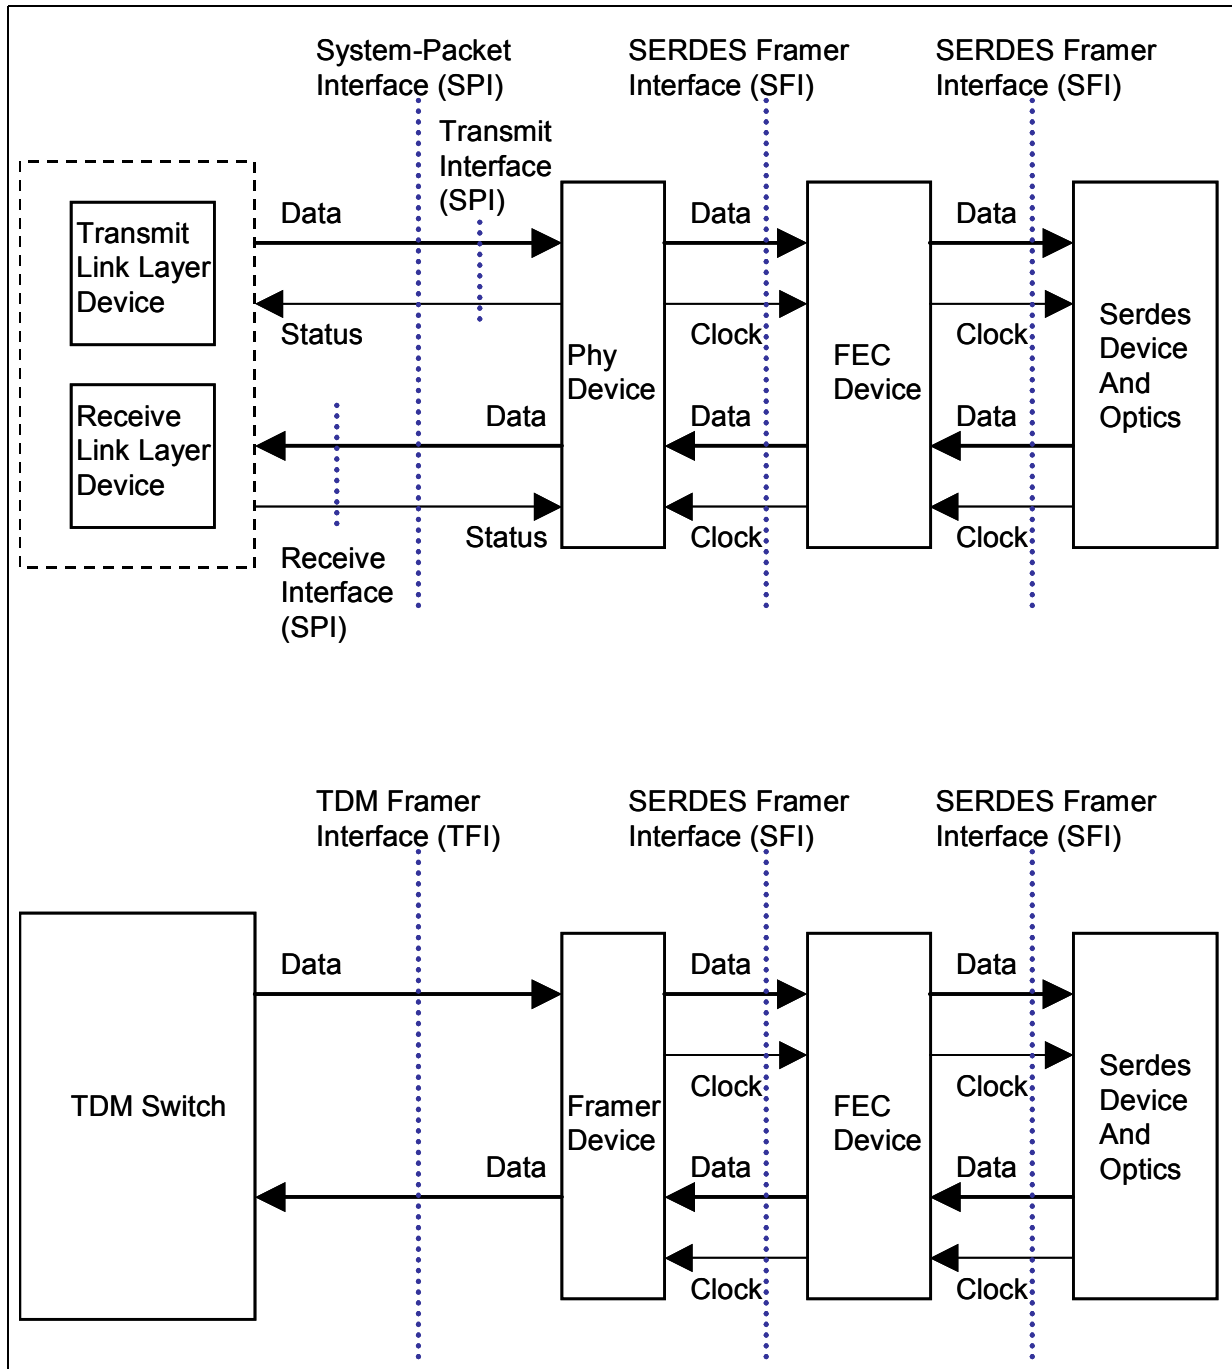 System-Packet
Interface (SPI)
SERDES Framer
Interface (SFI)
SERDES Framer
Interface (SFI)
Transmit
Interface
(SPI)
Transmit
Link Layer
Device
Data
Status
Data
Clock
Data
Clock
Phy
Device
FEC
Device
Serdes
Device
And
Optics
Receive
Link Layer
Device
Data
Status
Data
Clock
Data
Clock
Receive
Interface
(SPI)
TDM Framer
Interface (TFI)
SERDES Framer
Interface (SFI)
SERDES Framer
Interface (SFI)
Data
Data
Data
Clock
Clock
TDM Switch
Framer
Device
FEC
Device
Serdes
Device
And
Optics
Data
Data
Data
Clock
Clock